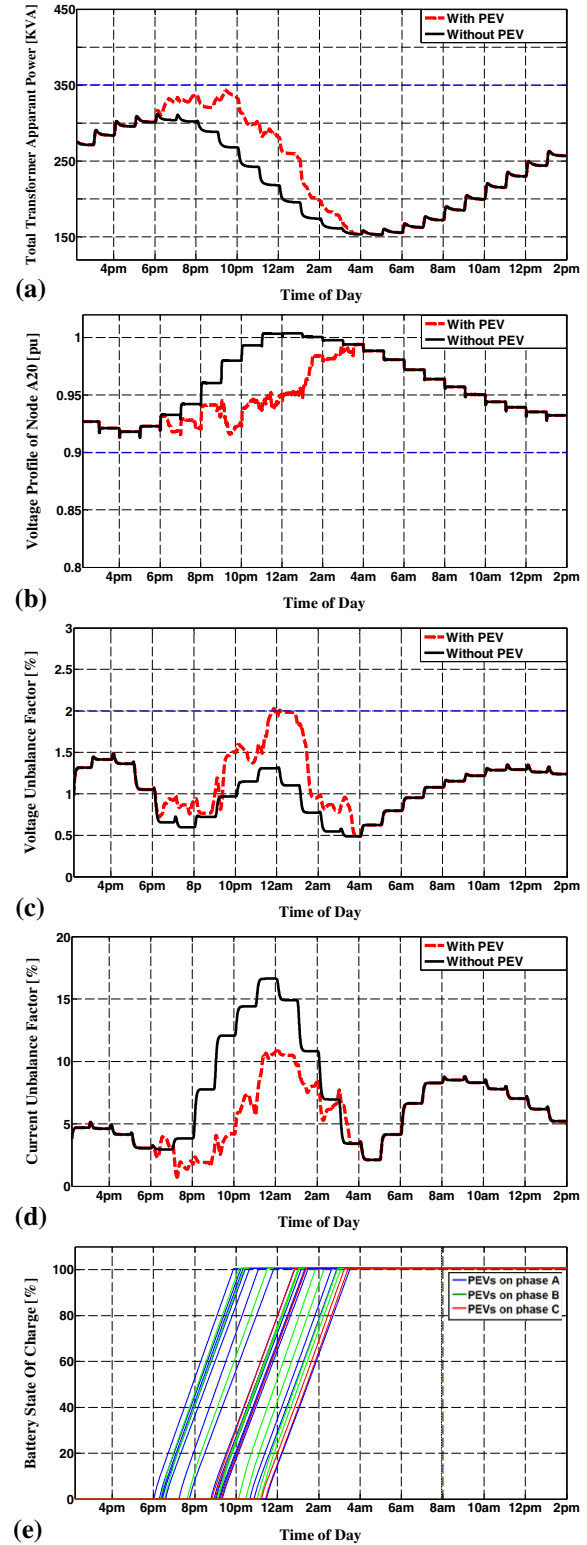 Total Transformer Apparant Power [KVA]
450
350
250
150
With PEV
Without PEV
4pm 6pm 8pm 10pm 12am 2am 4am 6am 8am 10am 12pm 2pm
(a)
Time of Day
Voltage Profile of Node A20 [pu]
1
0.95
0.9
0.85
0.8
With PEV
Without PEV
4pm 6pm 8pm 10pm 12am 2am 4am 6am 8am 10am 12pm 2pm
(b)
Time of Day
Voltage Unbalance Factor [%]
3
2.5
2
1.5
1
0.5
0
With PEV
Without PEV
4pm 6pm 8p 10pm 12am 2am 4am 6am 8am 10am 12pm 2pm
(c)
Time of Day
Current Unbalance Factor [%]
20
15
10
5
0
With PEV
Without PEV
4pm 6pm 8pm 10pm 12am 2am 4am 6am 8am 10am 12pm 2pm
(d)
Time of Day
Battery State Of Charge [%]
100
80
60
40
20
0
PEVs on phase A
PEVs on phase B
PEVs on phase C
4pm 6pm 8pm 10pm 12am 2am 4am 6am 8am 10am 12pm 2pm
(e)
Time of Day